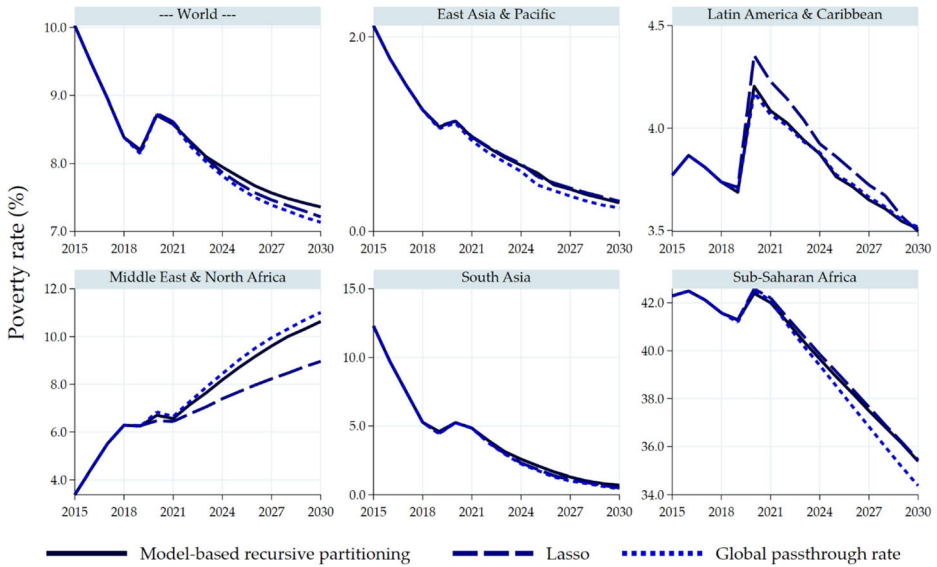 --- World ---
East Asia & Pacific
Latin America & Caribbean
10.0
9.0
8.0
7.0
2015 2018 2021 2024 2027 2030
2.0
0.0
2015 2018 2021 2024 2027 2030
4.5
4.0
3.5
2015 2018 2021 2024 2027 2030
Poverty rate (%)
Middle East & North Africa
South Asia
Sub-Saharan Africa
12.0
10.0
8.0
6.0
4.0
2015 2018 2021 2024 2027 2030
15.0
10.0
5.0
0.0
2015 2018 2021 2024 2027 2030
42.0
40.0
38.0
36.0
34.0
2015 2018 2021 2024 2027 2030
Model-based recursive partitioning Lasso Global passthrough rate